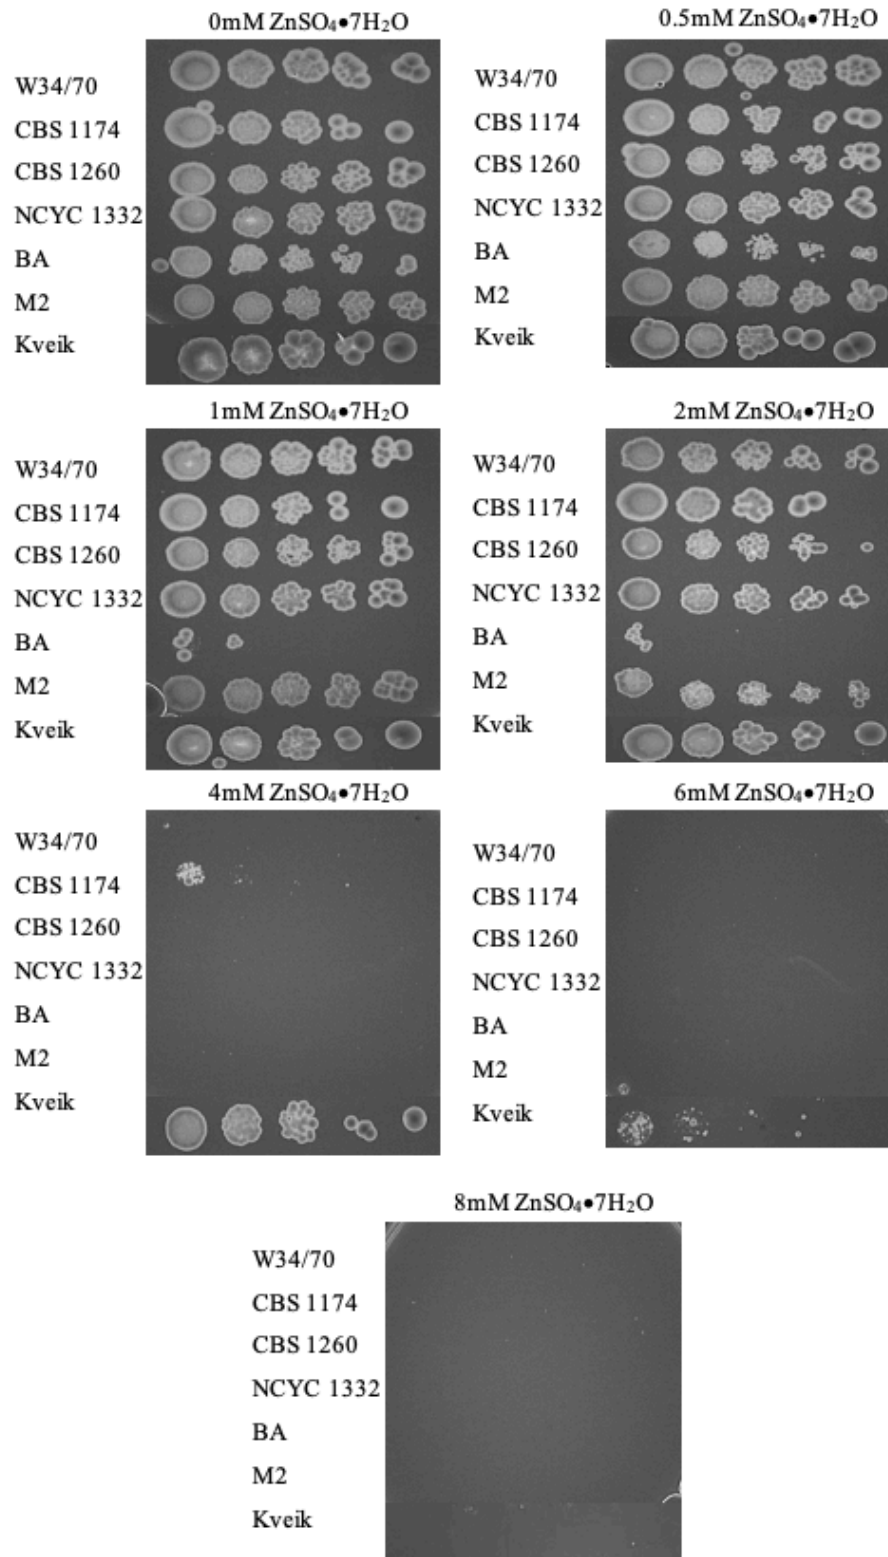 0mM ZnSO₄•7H₂O
W34/70
CBS 1174
CBS 1260
NCYC 1332
BA
M2
Kveik
0.5mM ZnSO₄•7H₂O
W34/70
CBS 1174
CBS 1260
NCYC 1332
BA
M2
Kveik
1mM ZnSO₄•7H₂O
W34/70
CBS 1174
CBS 1260
NCYC 1332
BA
M2
Kveik
2mM ZnSO₄•7H₂O
W34/70
CBS 1174
CBS 1260
NCYC 1332
BA
M2
Kveik
4mM ZnSO₄•7H₂O
W34/70
CBS 1174
CBS 1260
NCYC 1332
BA
M2
Kveik
6mM ZnSO₄•7H₂O
W34/70
CBS 1174
CBS 1260
NCYC 1332
BA
M2
Kveik
8mM ZnSO₄•7H₂O
W34/70
CBS 1174
CBS 1260
NCYC 1332
BA
M2
Kveik